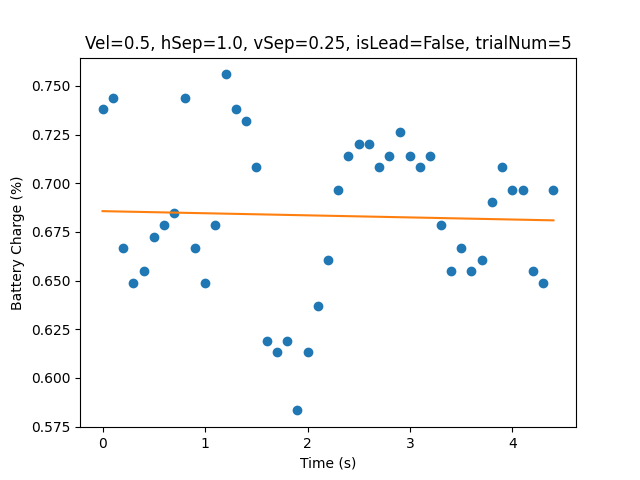 Vel=0.5, hSep=1.0, vSep=0.25, isLead=False, trialNum=5
0.750
0.725
0.700
0.675
0.650
0.625
0.600
0.575
Battery Charge (%)
0 1 2 3 4
Time (s)